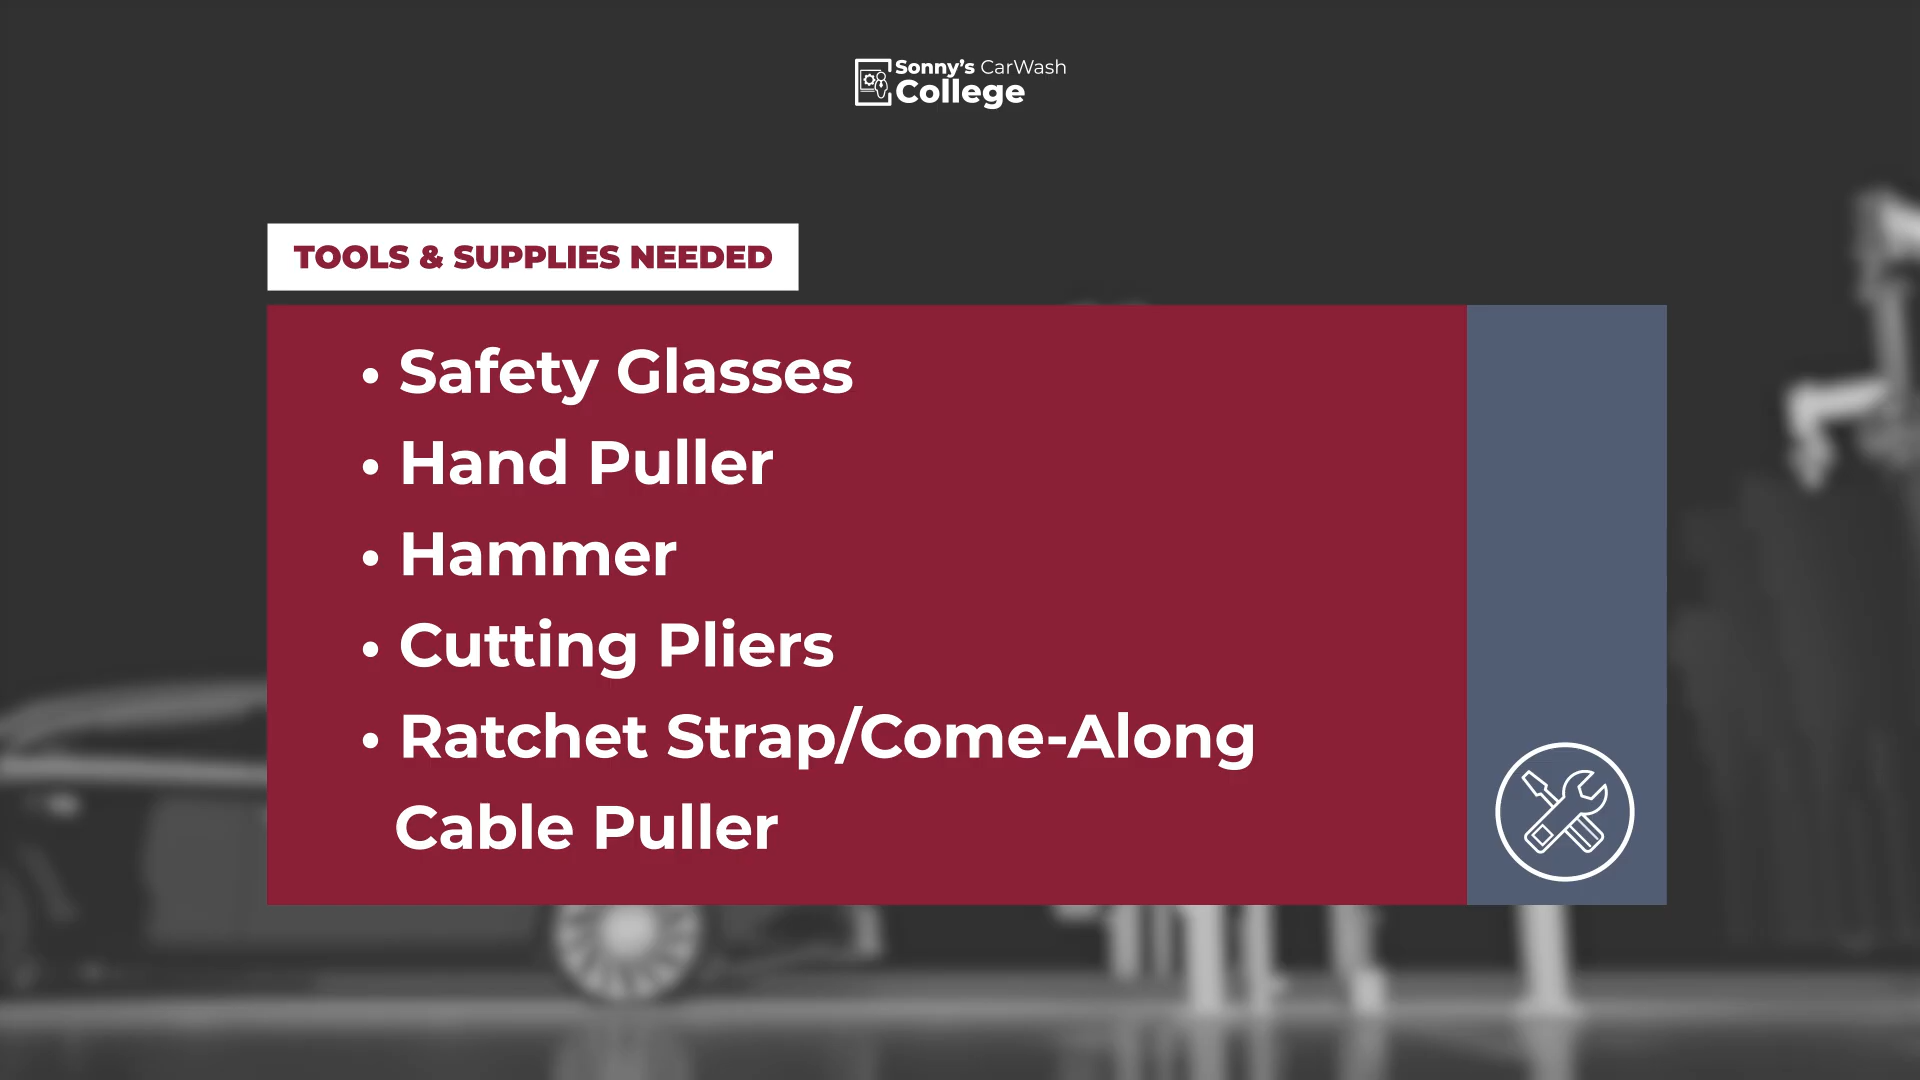 Sonny's CarWash
College
TOOLS & SUPPLIES NEEDED
• Safety Glasses
• Hand Puller
• Hammer
• Cutting Pliers
• Ratchet Strap/Come-Along
Cable Puller